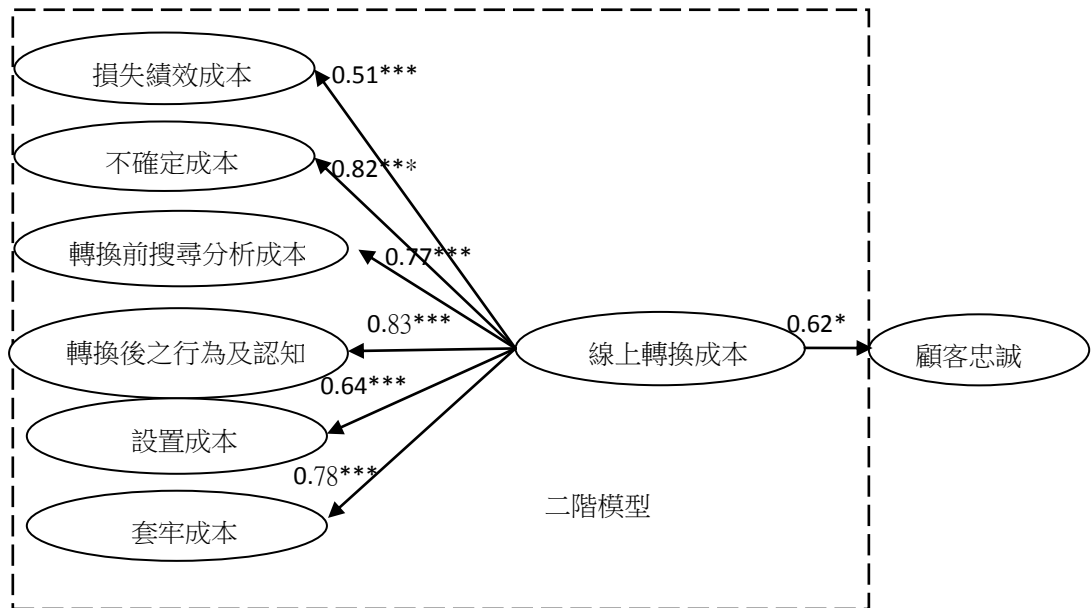 損失績效成本
0.51***
不確定成本
0.82***
轉換前搜尋分析成本
0.77***
0.83***
轉換後之行為及認知
線上轉換成本
0.62*
顧客忠誠
0.64***
設置成本
0.78***
套牢成本
二階模型